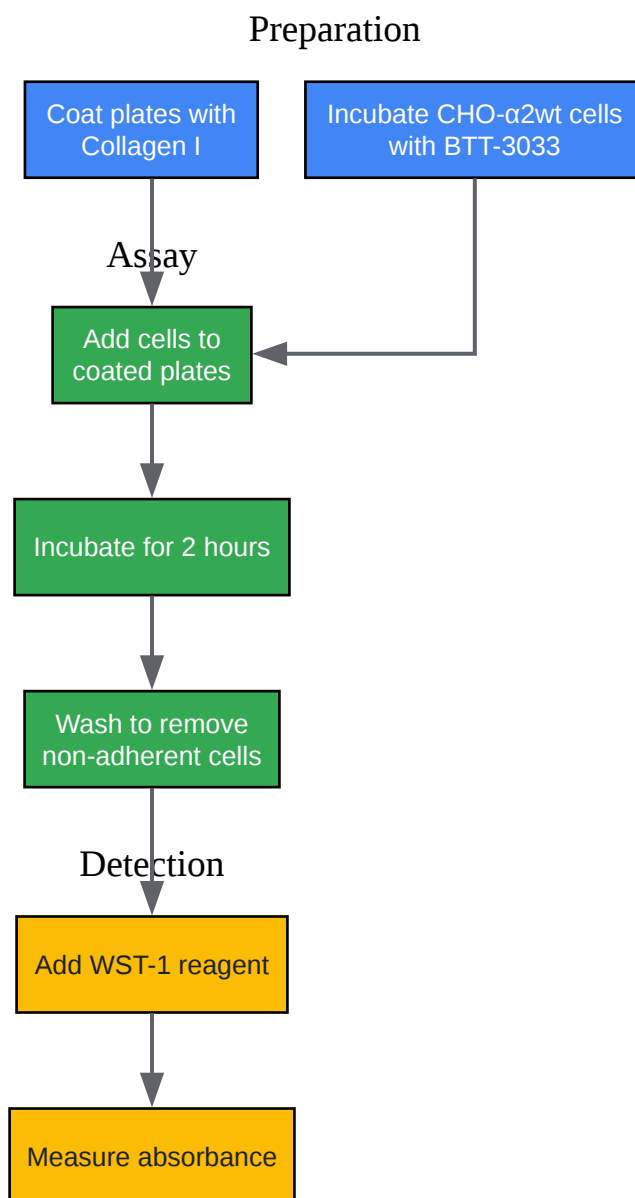 Preparation
Coat plates with
Collagen I
Incubate CHO-α2wt cells
with BTT-3033
Assay
Add cells to
coated plates
Incubate for 2 hours
Wash to remove
non-adherent cells
Detection
Add WST-1 reagent
Measure absorbance